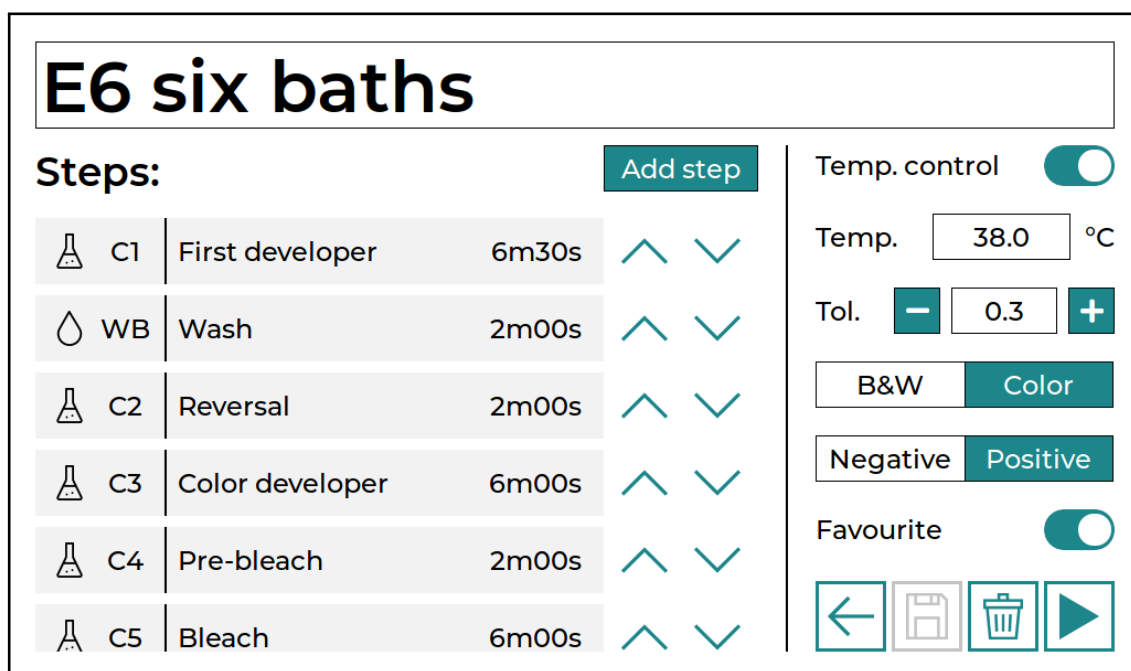 E6 six baths
Steps:
Add step
C1 First developer 6m30s
WB Wash 2m00s
C2 Reversal 2m00s
C3 Color developer 6m00s
C4 Pre-bleach 2m00s
C5 Bleach 6m00s
Temp. control
Temp. 38.0 °C
Tol. − 0.3 +
B&W Color
Negative Positive
Favourite